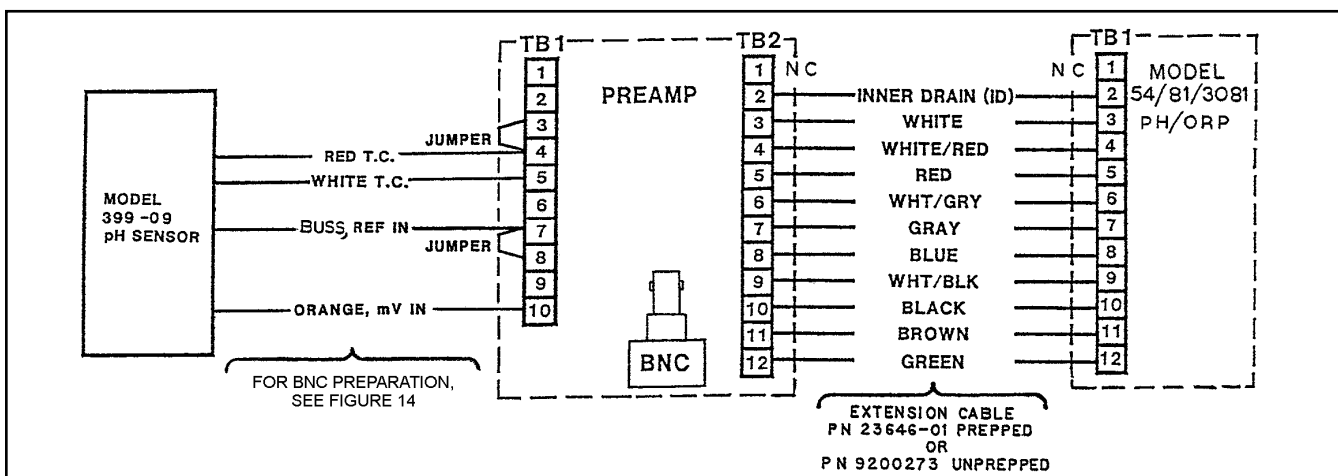 TB1
TB2
TB1
1
2
3
4
5
6
7
8
9
10
PREAMP
1
2
3
4
5
6
7
8
9
10
11
12
NC
NC
1
2
3
4
5
6
7
8
9
10
11
12
MODEL
54/81/3081
PH/ORP
MODEL
399-09
pH SENSOR
RED T.C.
WHITE T.C.
BUSS, REF IN
ORANGE, mV IN
JUMPER
JUMPER
INNER DRAIN (ID)
WHITE
WHITE/RED
RED
WHT/GRY
GRAY
BLUE
WHT/BLK
BLACK
BROWN
GREEN
BNC
FOR BNC PREPARATION,
SEE FIGURE 14
EXTENSION CABLE
PN 23646-01 PREPPED
OR
PN 9200273 UNPREPPED